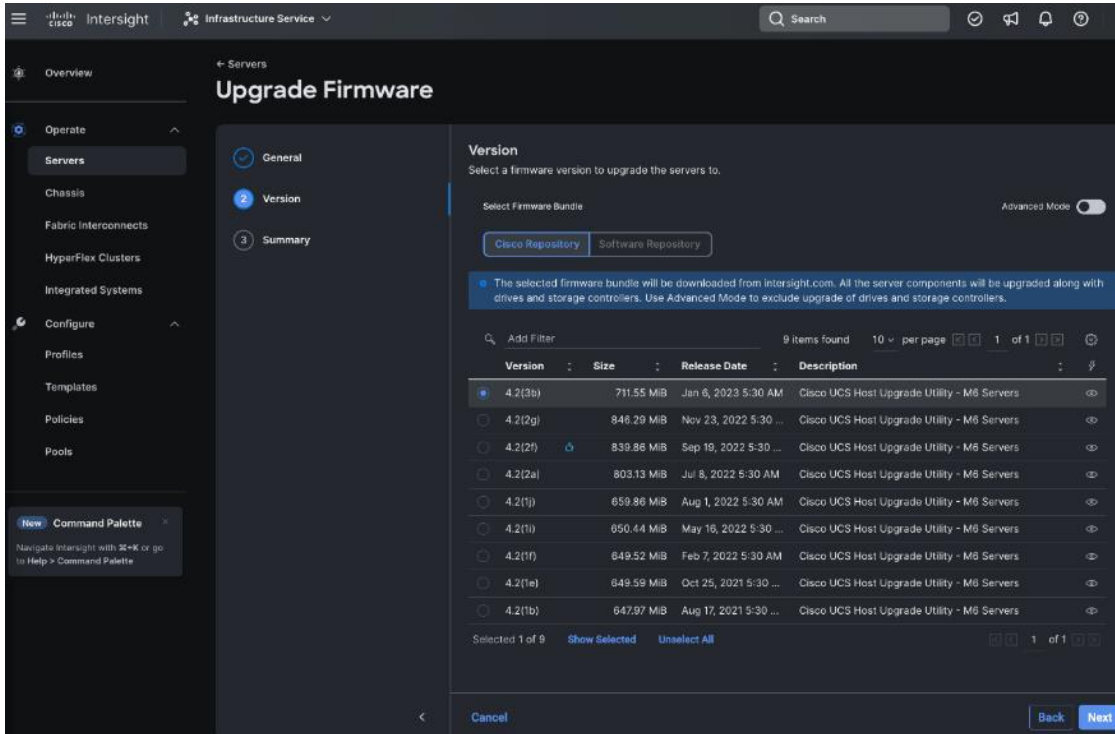 cisco Intersight
Infrastructure Service
Search
Overview
Operate
Servers
Chassis
Fabric Interconnects
HyperFlex Clusters
Integrated Systems
Configure
Profiles
Templates
Policies
Pools
New Command Palette
Navigate Intersight with ⌘+K or go
to Help > Command Palette
← Servers
Upgrade Firmware
General
2 Version
3 Summary
Version
Select a firmware version to upgrade the servers to.
Select Firmware Bundle
Advanced Mode
Cisco Repository Software Repository
The selected firmware bundle will be downloaded from intersight.com. All the server components will be upgraded along with
drives and storage controllers. Use Advanced Mode to exclude upgrade of drives and storage controllers.
Add Filter 9 items found 10 per page 1 of 1
Version Size Release Date Description
4.2(3b) 711.55 MiB Jan 6, 2023 5:30 AM Cisco UCS Host Upgrade Utility - M6 Servers
4.2(2g) 846.29 MiB Nov 23, 2022 5:30 ... Cisco UCS Host Upgrade Utility - M6 Servers
4.2(2f) 839.86 MiB Sep 19, 2022 5:30 ... Cisco UCS Host Upgrade Utility - M6 Servers
4.2(2a) 803.13 MiB Jul 8, 2022 5:30 AM Cisco UCS Host Upgrade Utility - M6 Servers
4.2(1j) 659.86 MiB Aug 1, 2022 5:30 AM Cisco UCS Host Upgrade Utility - M6 Servers
4.2(1i) 650.44 MiB May 16, 2022 5:30 ... Cisco UCS Host Upgrade Utility - M6 Servers
4.2(1f) 649.52 MiB Feb 7, 2022 5:30 AM Cisco UCS Host Upgrade Utility - M6 Servers
4.2(1e) 649.59 MiB Oct 25, 2021 5:30 ... Cisco UCS Host Upgrade Utility - M6 Servers
4.2(1b) 647.97 MiB Aug 17, 2021 5:30 ... Cisco UCS Host Upgrade Utility - M6 Servers
Selected 1 of 9 Show Selected Unselect All 1 of 1
Cancel Back Next